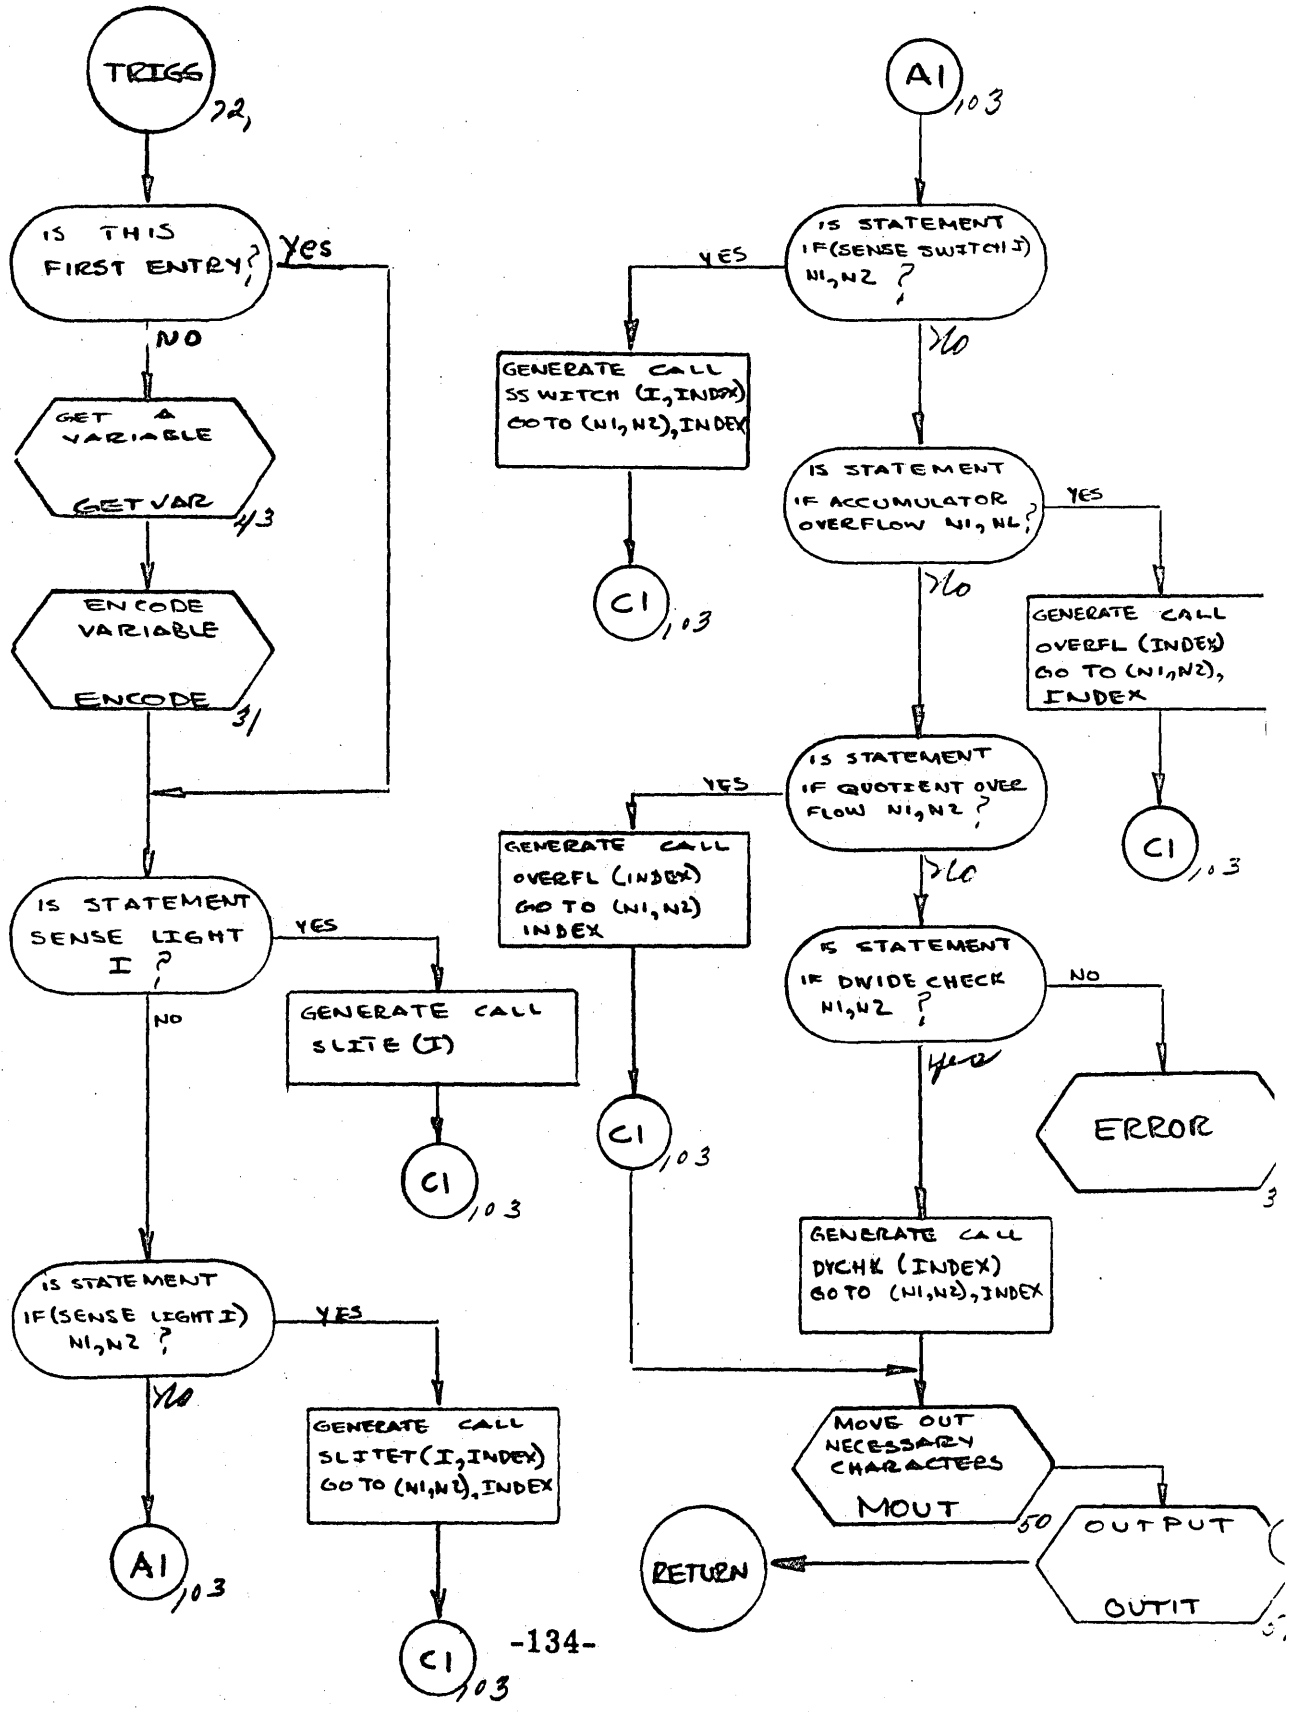 TRIGG
72,
IS THIS
FIRST ENTRY?
Yes
NO
GET A
VARIABLE
GETVAR
43
ENCODE
VARIABLE
ENCODE
31
IS STATEMENT
SENSE LIGHT
I ?
YES
NO
GENERATE CALL
SLITE (I)
C1
103
IS STATEMENT
IF(SENSE LIGHT I)
N1,N2 ?
YES
No
GENERATE CALL
SLITET(I,INDEX)
GO TO (N1,N2),INDEX
A1
103
C1
103
A1
103
IS STATEMENT
IF(SENSE SWITCH I)
N1,N2 ?
YES
No
GENERATE CALL
SSWITCH (I,INDEX)
GO TO (N1,N2),INDEX
C1
103
IS STATEMENT
IF ACCUMULATOR
OVERFLOW N1,NL?
YES
No
GENERATE CALL
OVERFL (INDEX)
GO TO (N1,N2),
INDEX
C1
103
IS STATEMENT
IF QUOTIENT OVER
FLOW N1,N2 ?
YES
No
GENERATE CALL
OVERFL (INDEX)
GO TO (N1,N2)
INDEX
C1
103
IS STATEMENT
IF DIVIDE CHECK
N1,N2 ?
NO
yes
ERROR
3
GENERATE CALL
DVCHK (INDEX)
GO TO (N1,N2),INDEX
MOVE OUT
NECESSARY
CHARACTERS
MOUT
50
OUTPUT
OUTIT
RETURN
-134-